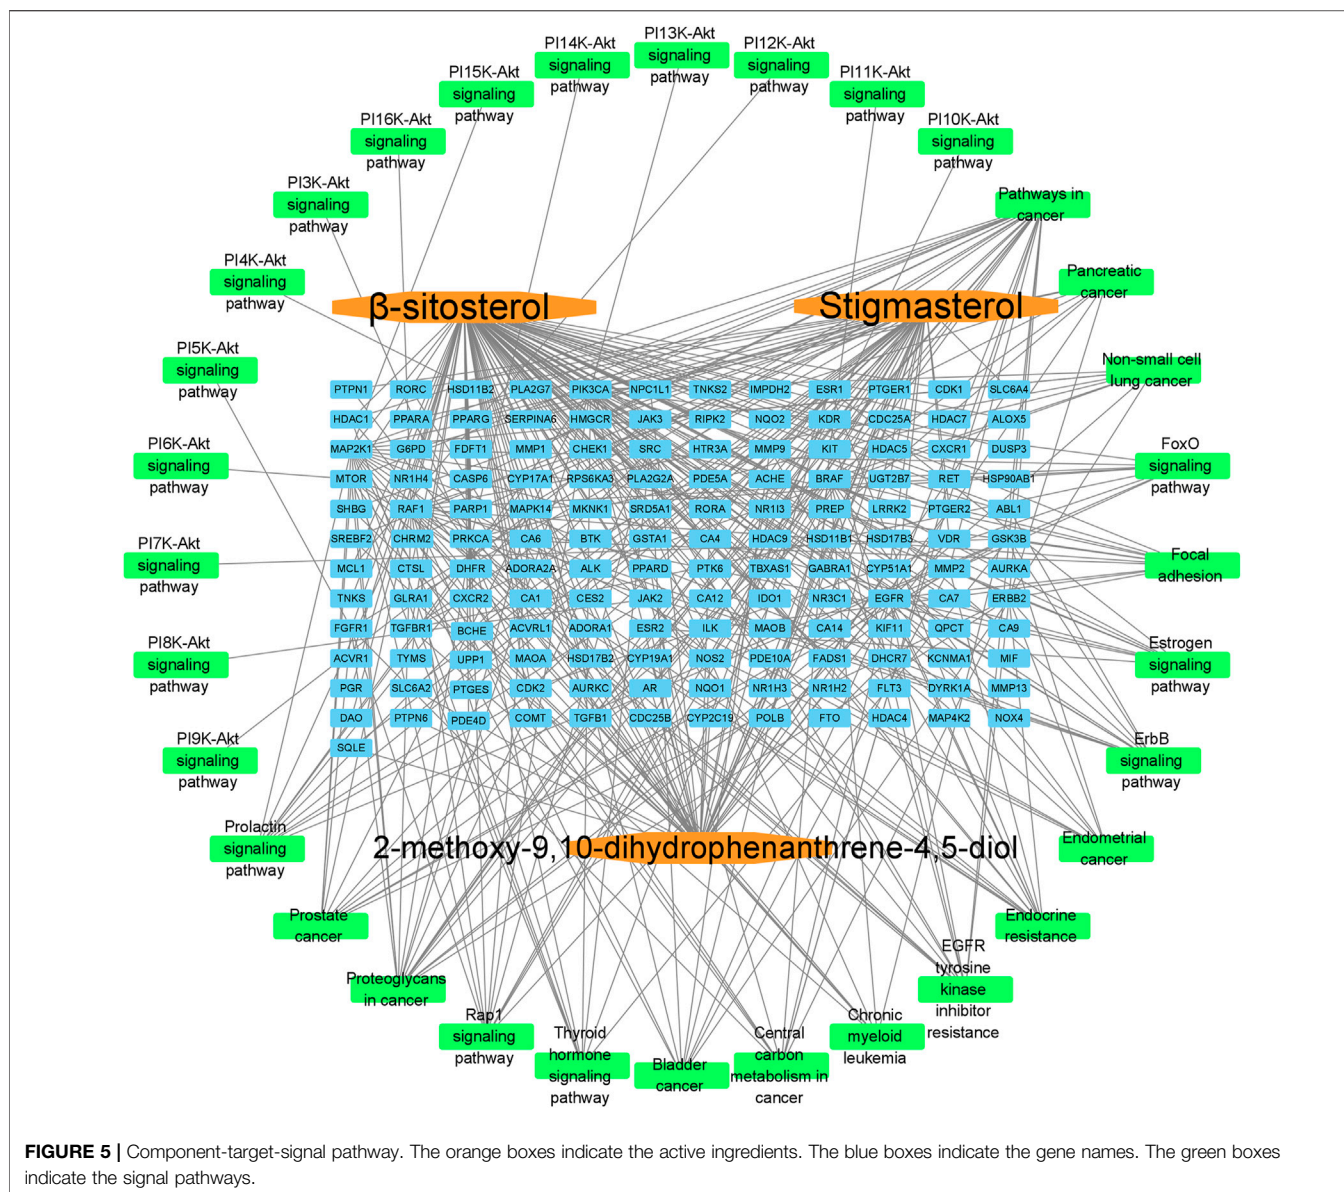 PI14K-Akt
signaling
pathway
PI13K-Akt
signaling
pathway
PI12K-Akt
signaling
pathway
PI15K-Akt
signaling
pathway
PI11K-Akt
signaling
pathway
PI16K-Akt
signaling
pathway
PI10K-Akt
signaling
pathway
PI3K-Akt
signaling
pathway
Pathways in
cancer
PI4K-Akt
signaling
pathway
Pancreatic
cancer
β-sitosterol
Stigmasterol
PI5K-Akt
signaling
pathway
Non-small cell
lung cancer
PTPN1 RORC HSD11B2 PLA2G7 PIK3CA NPC1L1 TNKS2 IMPDH2 ESR1 PTGER1 CDK1 SLC6A4
HDAC1 PPARA PPARG SERPINA6 HMGCR JAK3 RIPK2 NQO2 KDR CDC25A HDAC7 ALOX5
MAP2K1 G6PD FDFT1 MMP1 CHEK1 SRC HTR3A MMP9 KIT HDAC5 CXCR1 DUSP3
MTOR NR1H4 CASP6 CYP17A1 RPS6KA3 PLA2G2A PDE5A ACHE BRAF UGT2B7 RET HSP90AB1
SHBG RAF1 PARP1 MAPK14 MKNK1 SRD5A1 RORA NR1I3 PREP LRRK2 PTGER2 ABL1
SREBF2 CHRM2 PRKCA CA6 BTK GSTA1 CA4 HDAC9 HSD11B1 HSD17B3 VDR GSK3B
MCL1 CTSL DHFR ADORA2A ALK PPARD PTK6 TBXAS1 GABRA1 CYP51A1 MMP2 AURKA
TNKS GLRA1 CXCR2 CA1 CES2 JAK2 CA12 IDO1 NR3C1 EGFR CA7 ERBB2
FGFR1 TGFBR1 BCHE ACVRL1 ADORA1 ESR2 ILK MAOB CA14 KIF11 QPCT CA9
ACVR1 TYMS UPP1 MAOA HSD17B2 CYP19A1 NOS2 PDE10A FADS1 DHCR7 KCNMA1 MIF
PGR SLC6A2 PTGES CDK2 AURKC AR NQO1 NR1H3 NR1H2 FLT3 DYRK1A MMP13
DAO PTPN6 PDE4D COMT TGFB1 CDC25B CYP2C19 POLB FTO HDAC4 MAP4K2 NOX4
SQLE
PI6K-Akt
signaling
pathway
FoxO
signaling
pathway
PI7K-Akt
signaling
pathway
Focal
adhesion
PI8K-Akt
signaling
pathway
Estrogen
signaling
pathway
PI9K-Akt
signaling
pathway
ErbB
signaling
pathway
Prolactin
signaling
pathway
2-methoxy-9,10-dihydrophenanthrene-4,5-diol
Endometrial
cancer
Prostate
cancer
Endocrine
resistance
Proteoglycans
in cancer
EGFR
tyrosine
kinase
inhibitor
resistance
Rap1
signaling
pathway
Thyroid
hormone
signaling
pathway
Bladder
cancer
Central
carbon
metabolism in
cancer
Chronic
myeloid
leukemia
FIGURE 5 | Component-target-signal pathway. The orange boxes indicate the active ingredients. The blue boxes indicate the gene names. The green boxes
indicate the signal pathways.